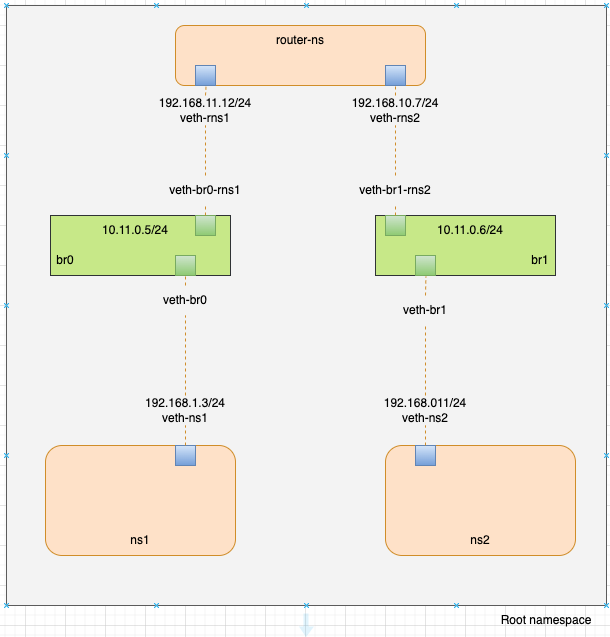 router-ns
192.168.11.12/24
veth-rns1
192.168.10.7/24
veth-rns2
veth-br0-rns1
veth-br1-rns2
10.11.0.5/24
br0
10.11.0.6/24
br1
veth-br0
veth-br1
192.168.1.3/24
veth-ns1
192.168.011/24
veth-ns2
ns1
ns2
Root namespace